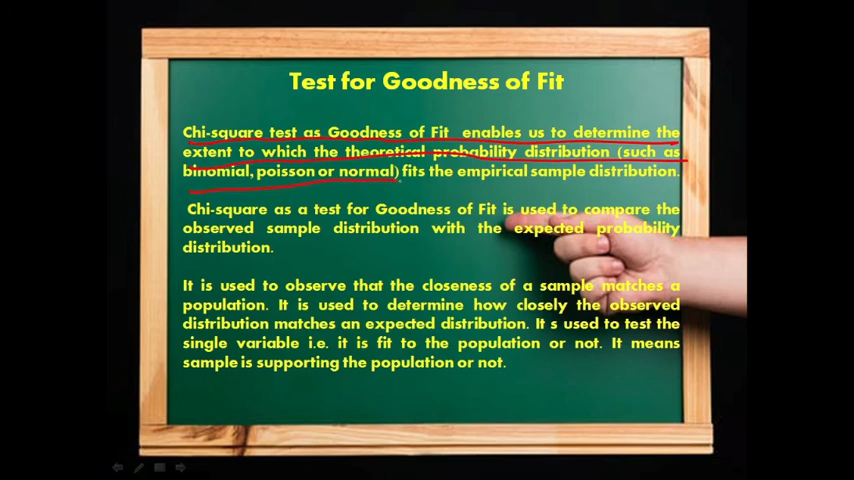 Test for Goodness of Fit
Chi-square test as Goodness of Fit enables us to determine the
extent to which the theoretical probability distribution (such as
binomial, poisson or normal) fits the empirical sample distribution.
Chi-square as a test for Goodness of Fit is used to compare the
observed sample distribution with the expected probability
distribution.
It is used to observe that the closeness of a sample matches a
population. It is used to determine how closely the observed
distribution matches an expected distribution. It s used to test the
single variable i.e. it is fit to the population or not. It means
sample is supporting the population or not.